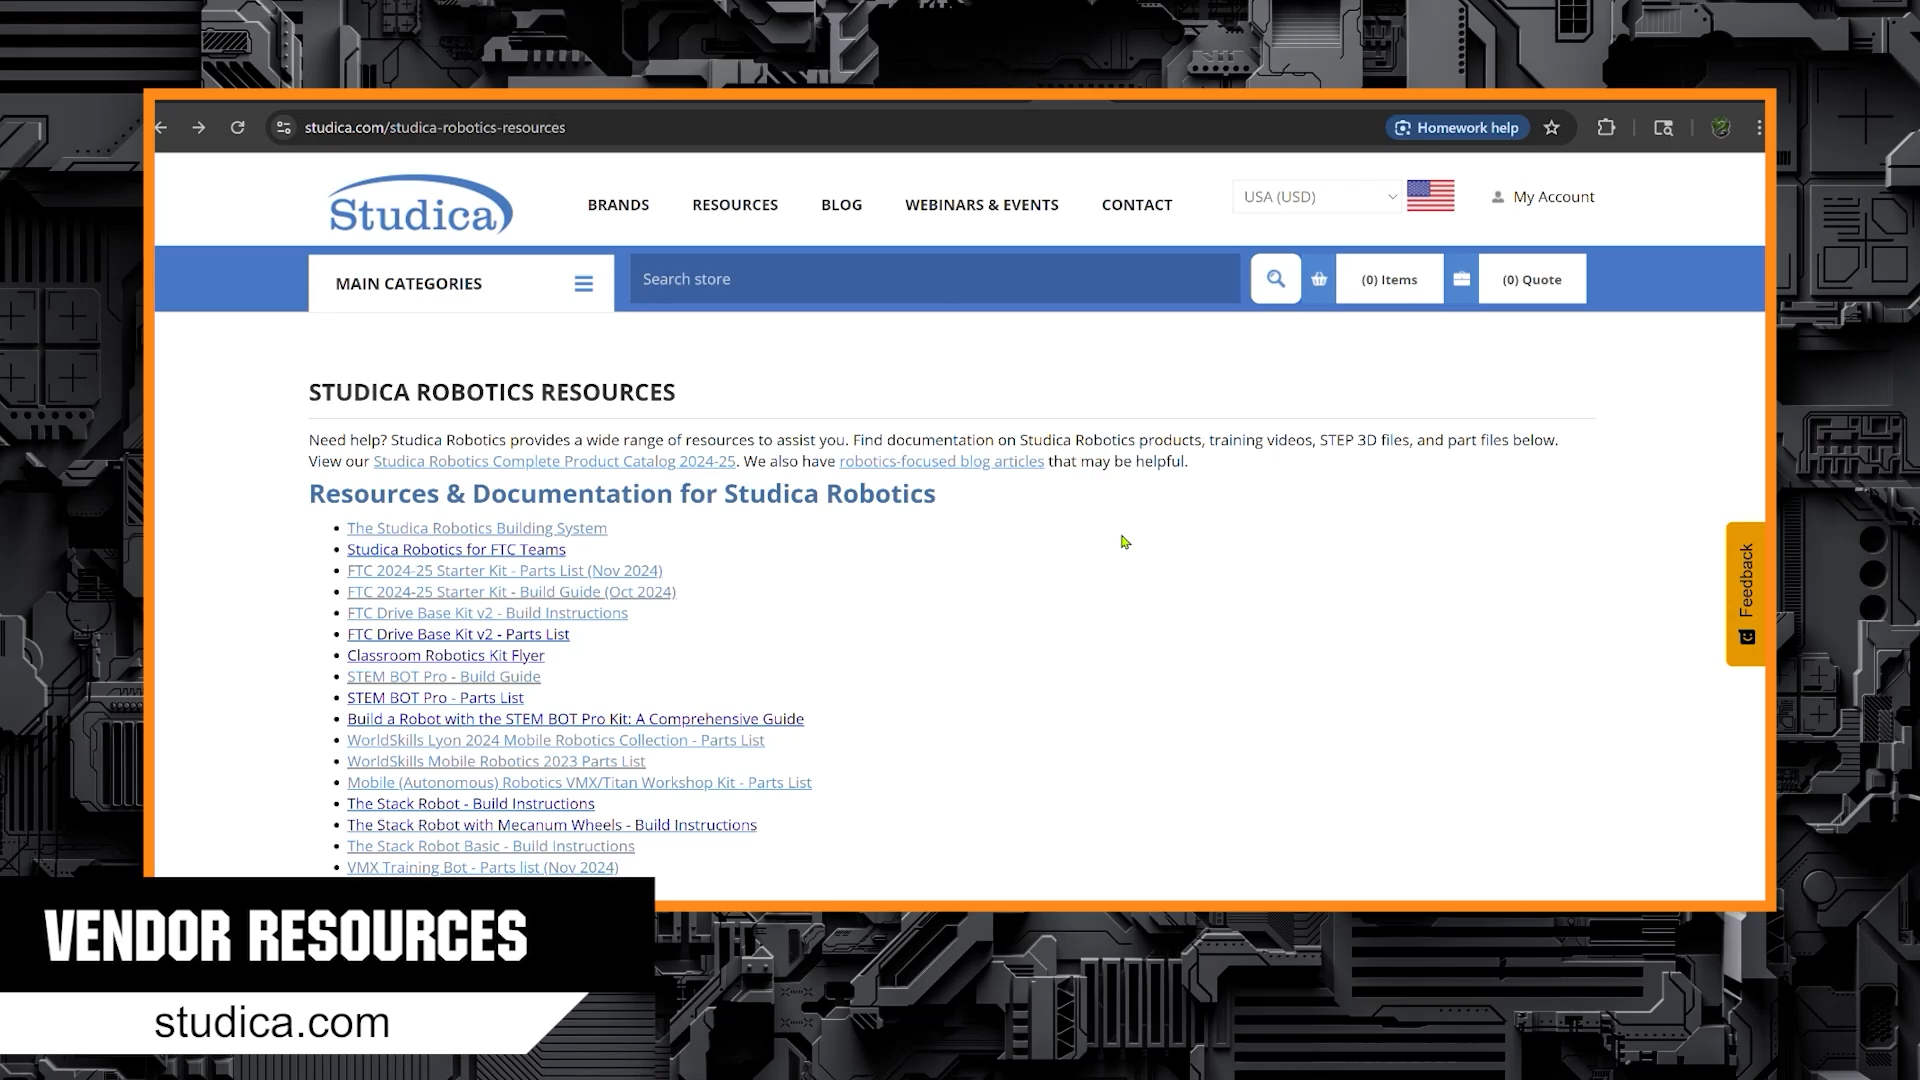 studica.com/studica-robotics-resources
Homework help
Studica
BRANDS
RESOURCES
BLOG
WEBINARS & EVENTS
CONTACT
USA (USD)
My Account
MAIN CATEGORIES
Search store
(0) Items
(0) Quote
STUDICA ROBOTICS RESOURCES
Need help? Studica Robotics provides a wide range of resources to assist you. Find documentation on Studica Robotics products, training videos, STEP 3D files, and part files below.
View our Studica Robotics Complete Product Catalog 2024-25. We also have robotics-focused blog articles that may be helpful.
Resources & Documentation for Studica Robotics
The Studica Robotics Building System
Studica Robotics for FTC Teams
FTC 2024-25 Starter Kit - Parts List (Nov 2024)
FTC 2024-25 Starter Kit - Build Guide (Oct 2024)
FTC Drive Base Kit v2 - Build Instructions
FTC Drive Base Kit v2 - Parts List
Classroom Robotics Kit Flyer
STEM BOT Pro - Build Guide
STEM BOT Pro - Parts List
Build a Robot with the STEM BOT Pro Kit: A Comprehensive Guide
WorldSkills Lyon 2024 Mobile Robotics Collection - Parts List
WorldSkills Mobile Robotics 2023 Parts List
Mobile (Autonomous) Robotics VMX/Titan Workshop Kit - Parts List
The Stack Robot - Build Instructions
The Stack Robot with Mecanum Wheels - Build Instructions
The Stack Robot Basic - Build Instructions
VMX Training Bot - Parts list (Nov 2024)
Feedback
VENDOR RESOURCES
studica.com